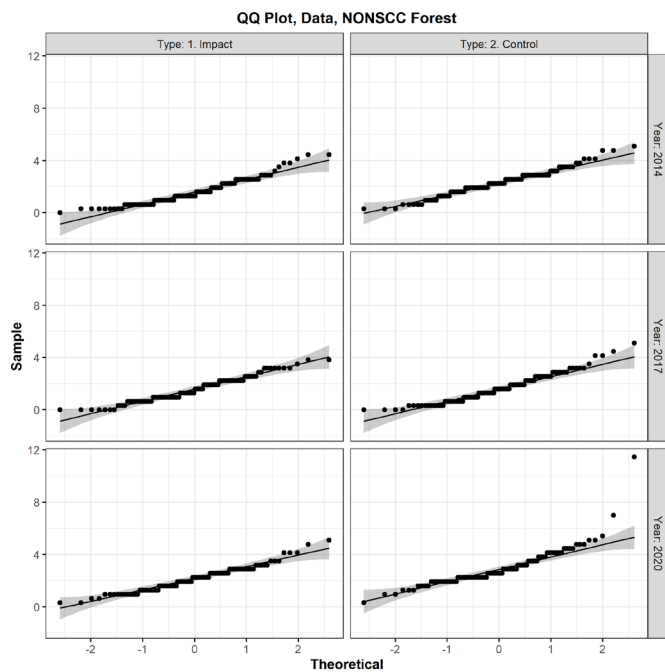 QQ Plot, Data, NONSCC Forest
Type: 1. Impact
Type: 2. Control
12
8
4
0
Year: 2014
12
8
4
0
Year: 2017
12
8
4
0
Year: 2020
Sample
-2 -1 0 1 2
-2 -1 0 1 2
Theoretical